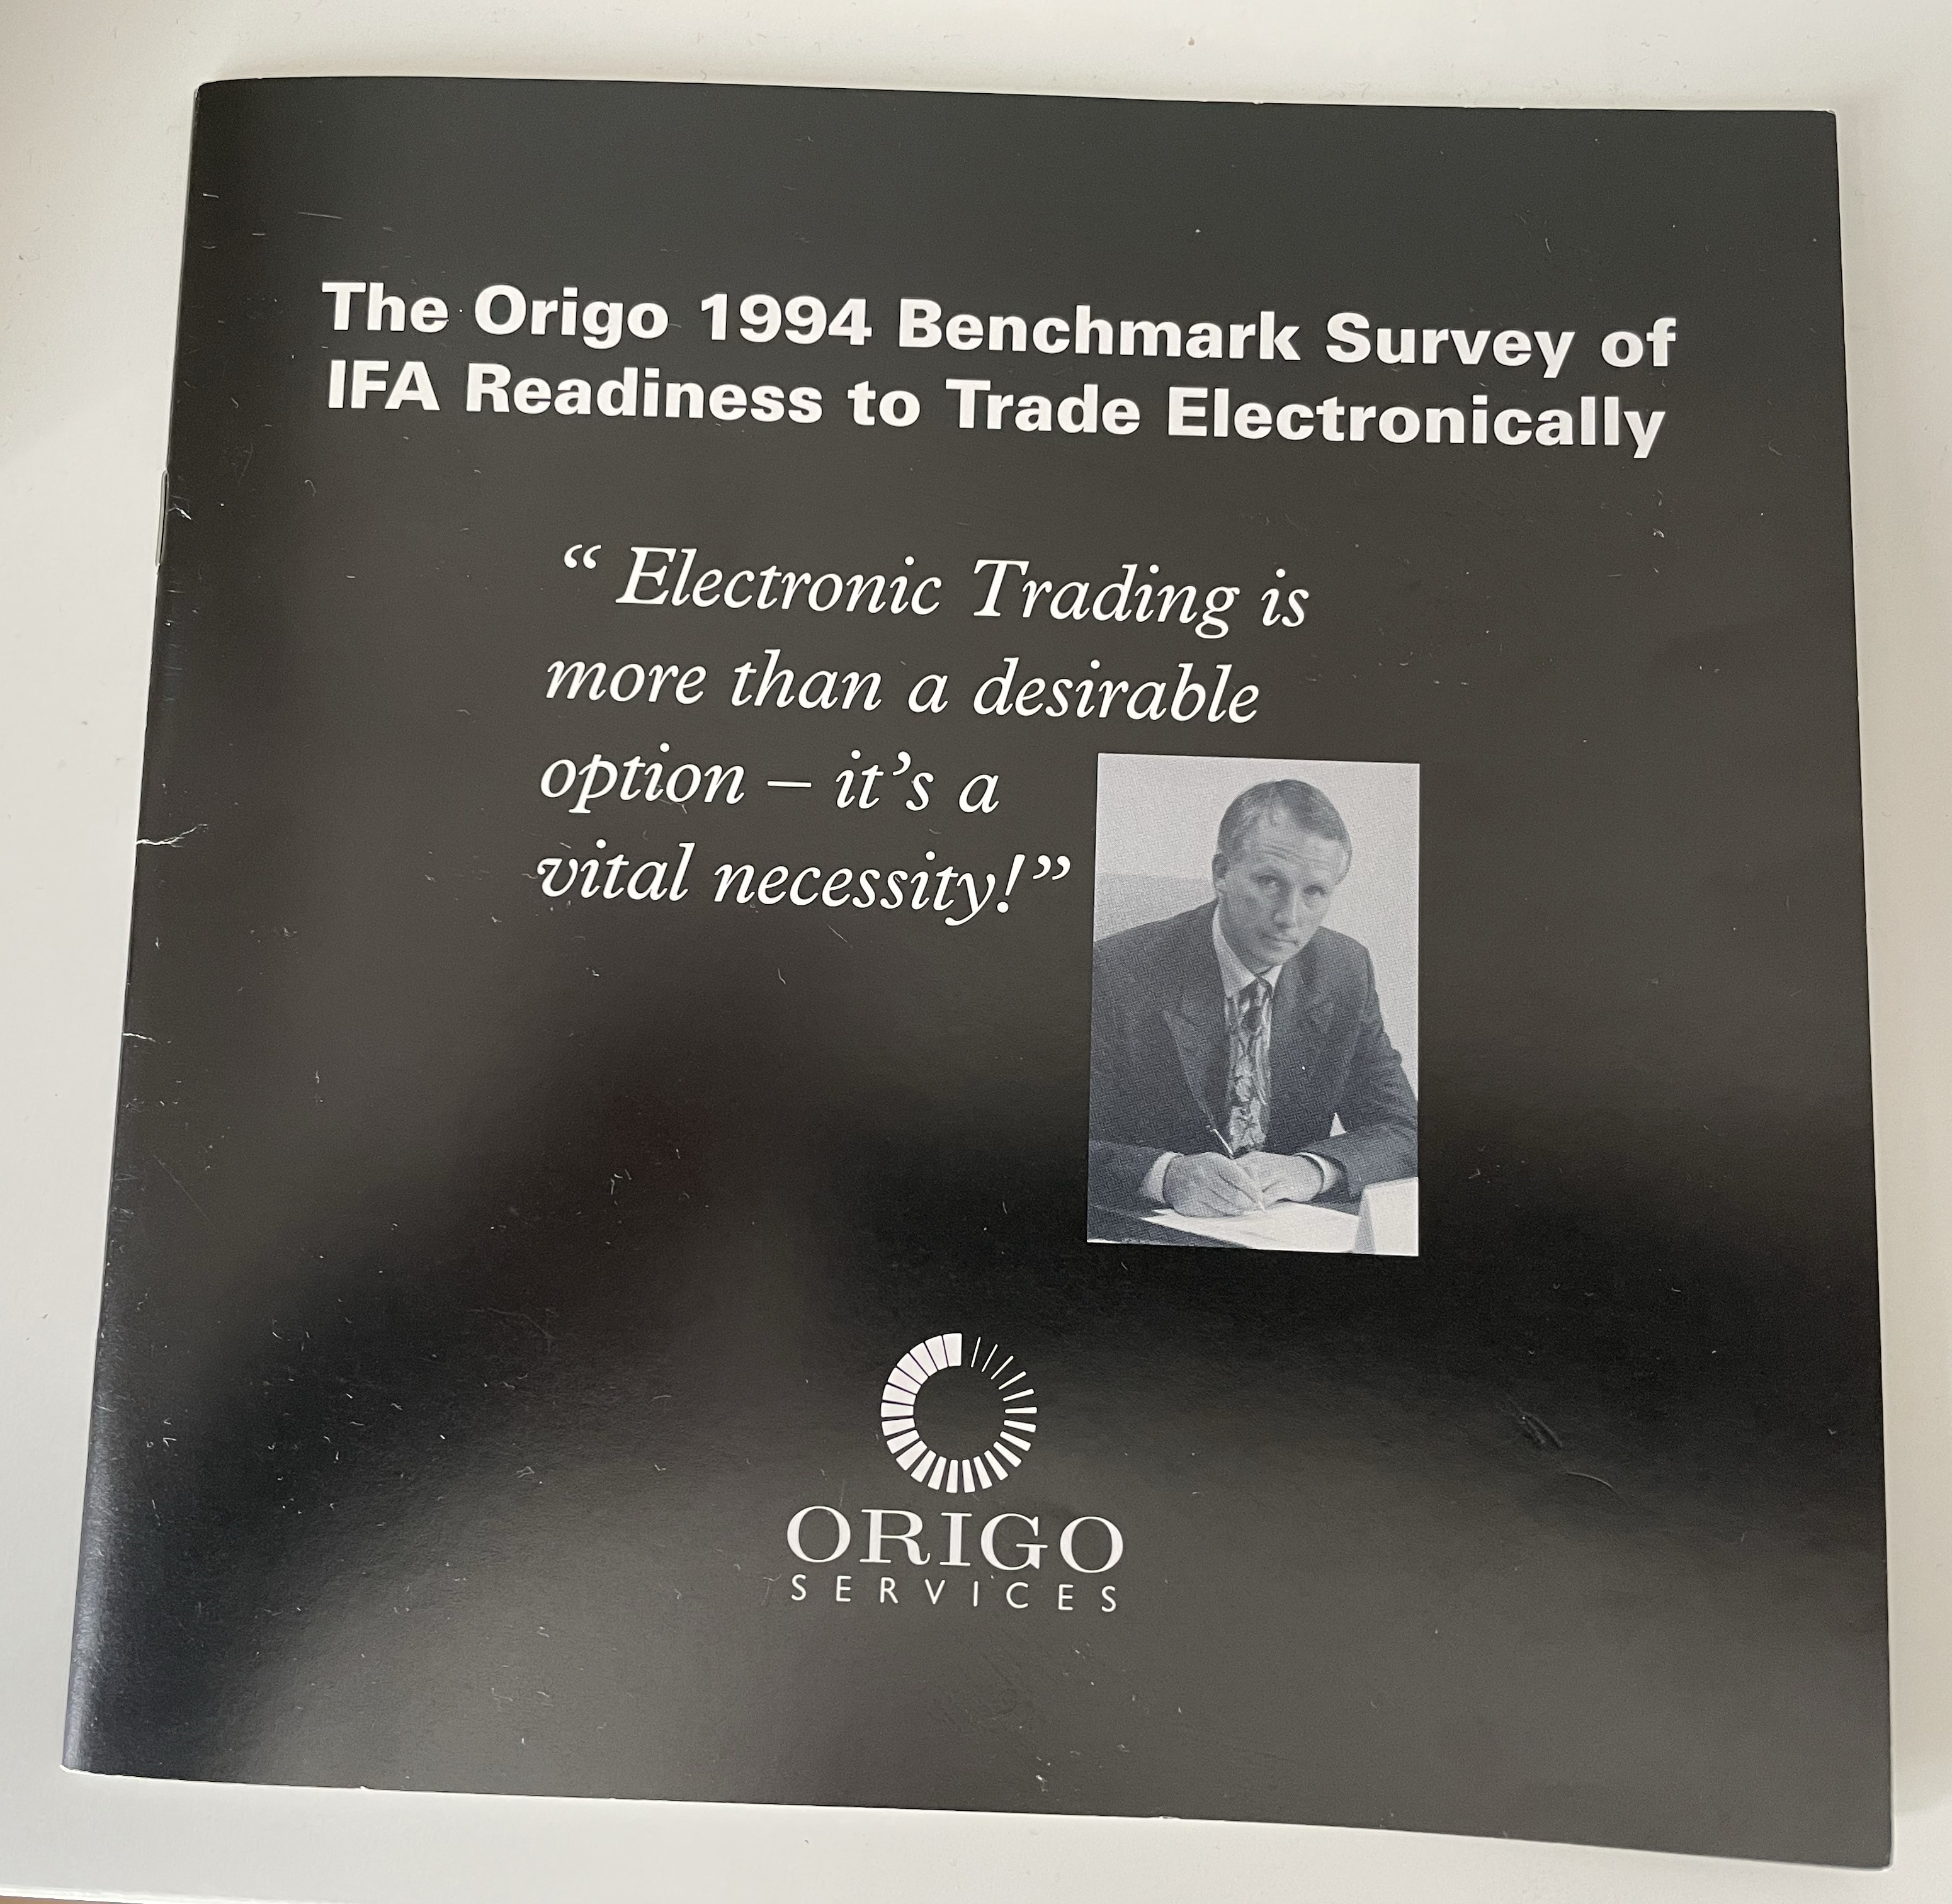 The Origo 1994 Benchmark Survey of
IFA Readiness to Trade Electronically
“ Electronic Trading is
more than a desirable
option – it’s a
vital necessity!”
ORIGO
SERVICES